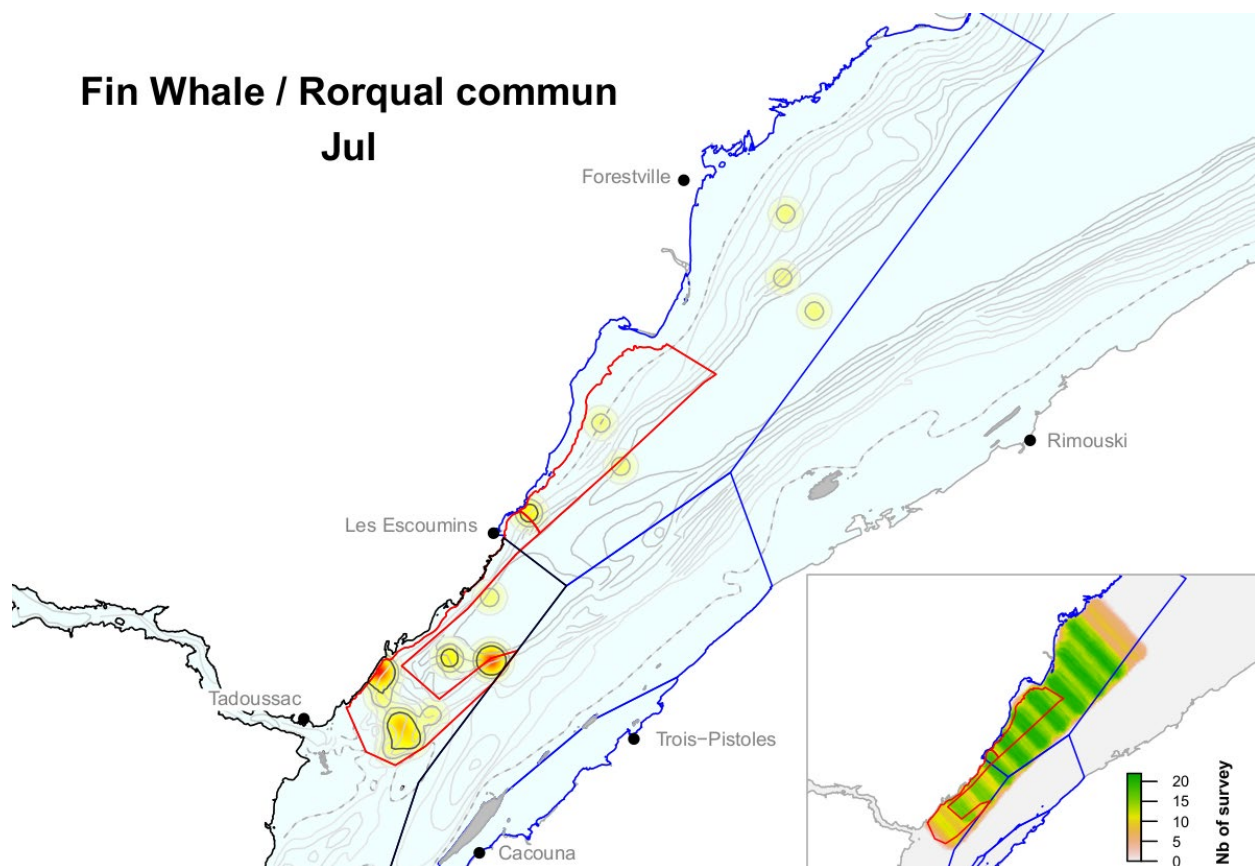 Fin Whale / Rorqual commun
Jul
Forestville
Rimouski
Les Escoumins
Tadoussac
Trois−Pistoles
Cacouna
20
15
10
5
0
Nb of survey